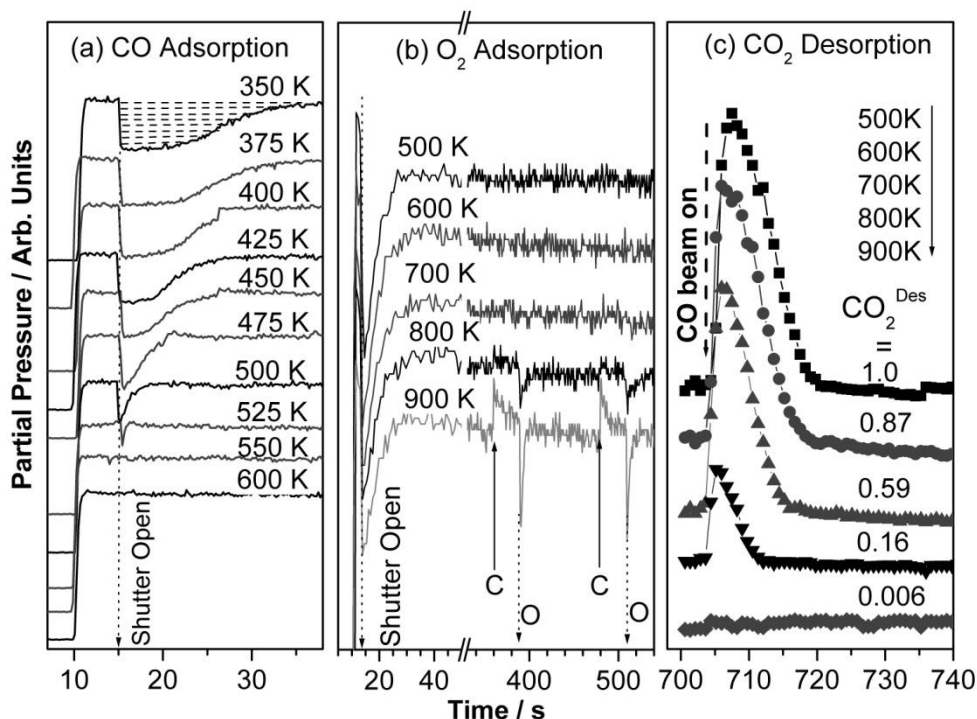 Partial Pressure / Arb. Units
(a) CO Adsorption
350 K
375 K
400 K
425 K
450 K
475 K
500 K
525 K
550 K
600 K
Shutter Open
10 20 30
(b) O₂ Adsorption
500 K
600 K
700 K
800 K
900 K
Shutter Open
C
O
C
O
20 40 400 500
Time / s
(c) CO₂ Desorption
CO beam on
500K
600K
700K
800K
900K
CO₂ᴰᵉˢ
=
1.0
0.87
0.59
0.16
0.006
700 710 720 730 740